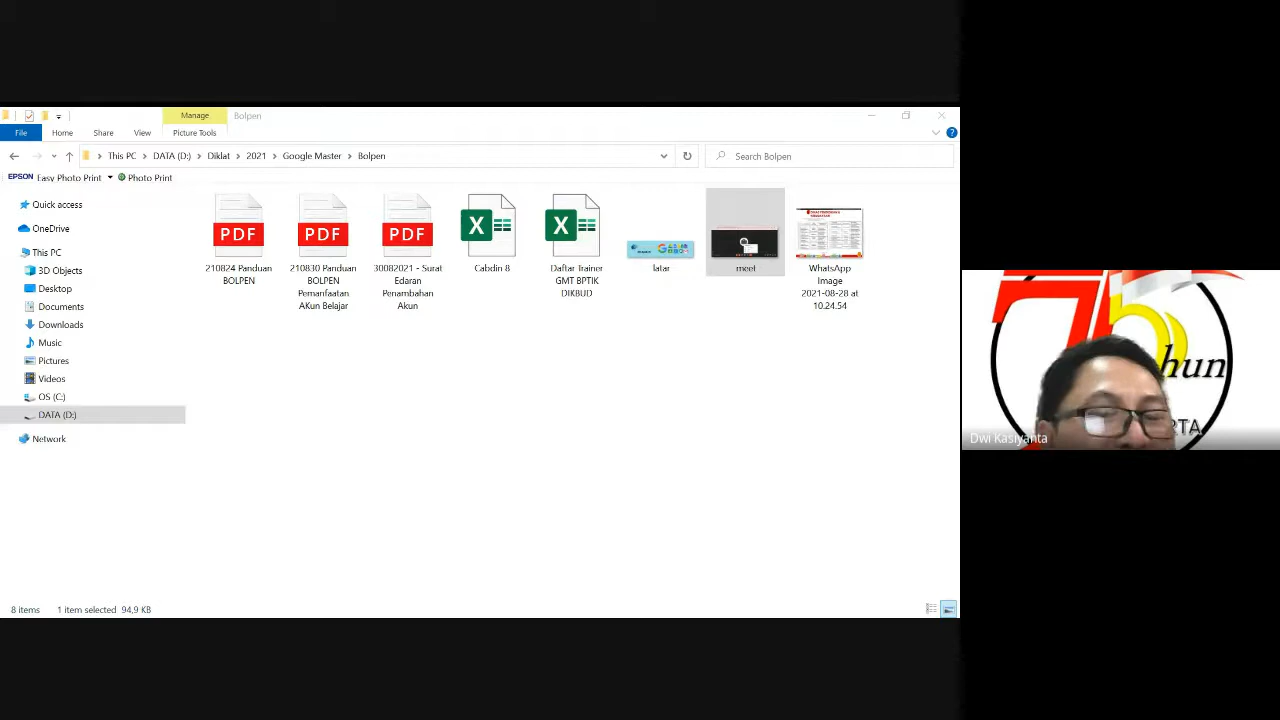 Manage
Bolpen
File
Home
Share
View
Picture Tools
This PC
DATA (D:)
Diklat
2021
Google Master
Bolpen
Search Bolpen
EPSON Easy Photo Print
Photo Print
Quick access
OneDrive
This PC
3D Objects
Desktop
Documents
Downloads
Music
Pictures
Videos
OS (C:)
DATA (D:)
Network
PDF
210824 Panduan
BOLPEN
PDF
210830 Panduan
BOLPEN
Pemanfaatan
AKun Belajar
PDF
30082021 - Surat
Edaran
Penambahan
Akun
X
Cabdin 8
X
Daftar Trainer
GMT BPTIK
DIKBUD
latar
meet
WhatsApp
Image
2021-08-28 at
10.24.54
8 items
1 item selected 94,9 KB
75
hun
RTA
Dwi Kasiyanta